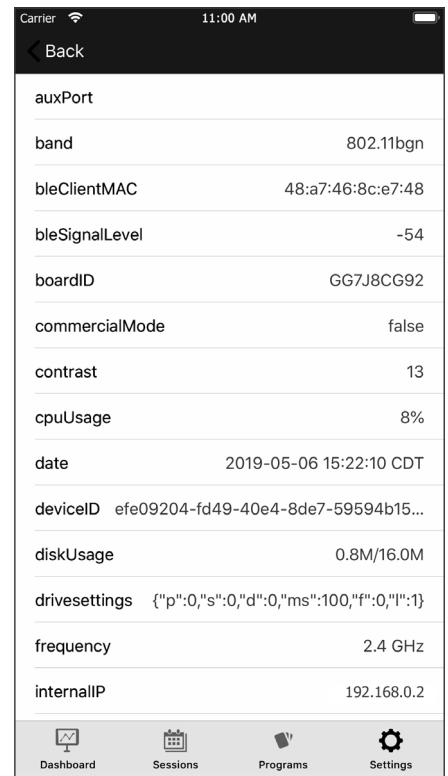 Carrier 11:00 AM
Back
auxPort
band 802.11bgn
bleClientMAC 48:a7:46:8c:e7:48
bleSignalLevel -54
boardID GG7J8CG92
commercialMode false
contrast 13
cpuUsage 8%
date 2019-05-06 15:22:10 CDT
deviceID efe09204-fd49-40e4-8de7-59594b15...
diskUsage 0.8M/16.0M
drivesettings {"p":0,"s":0,"d":0,"ms":100,"f":0,"l":1}
frequency 2.4 GHz
internalIP 192.168.0.2
Dashboard Sessions Programs Settings